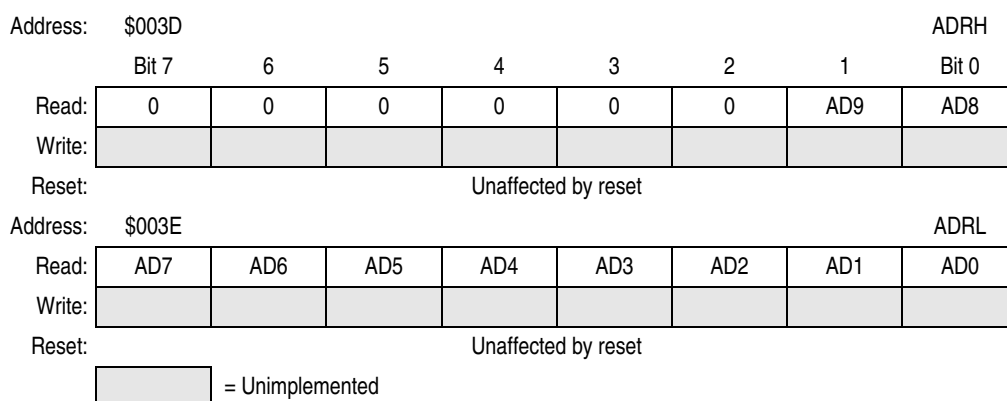 Address: $003D ADRH
Bit 7 6 5 4 3 2 1 Bit 0
Read: 0 0 0 0 0 0 AD9 AD8
Write:
Reset: Unaffected by reset
Address: $003E ADRL
Read: AD7 AD6 AD5 AD4 AD3 AD2 AD1 AD0
Write:
Reset: Unaffected by reset
= Unimplemented